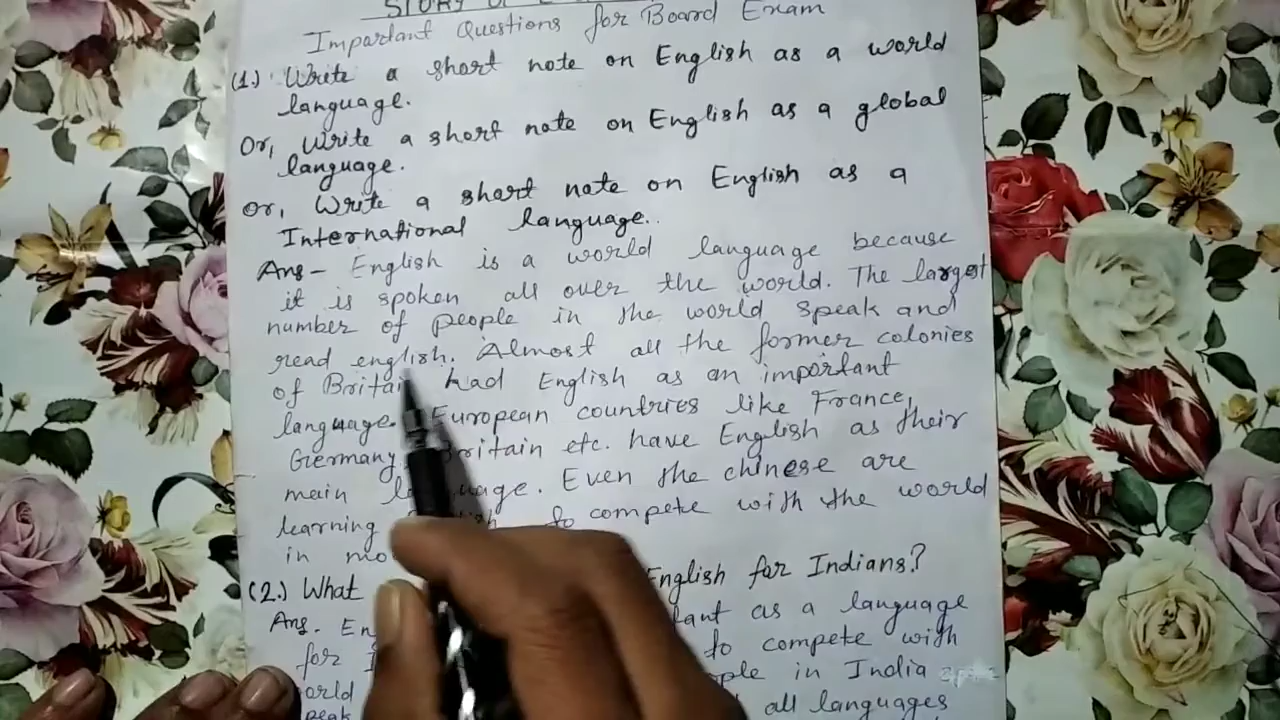 STORY OF
Important Questions for Board Exam
(1.) Write a short note on English as a world
language.
Or, Write a short note on English as a global
language.
Or, Write a short note on English as a
International language.
Ans - English is a world language because
it is spoken all over the world. The largest
number of people in the world speak and
read english. Almost all the former colonies
of Britain had English as an important
language. European countries like France,
Germany, Britain etc. have English as their
main language. Even the chinese are
learning to compete with the world
in
(2.) What English for Indians?
Ans. as a language
for to compete with
in India
all languages